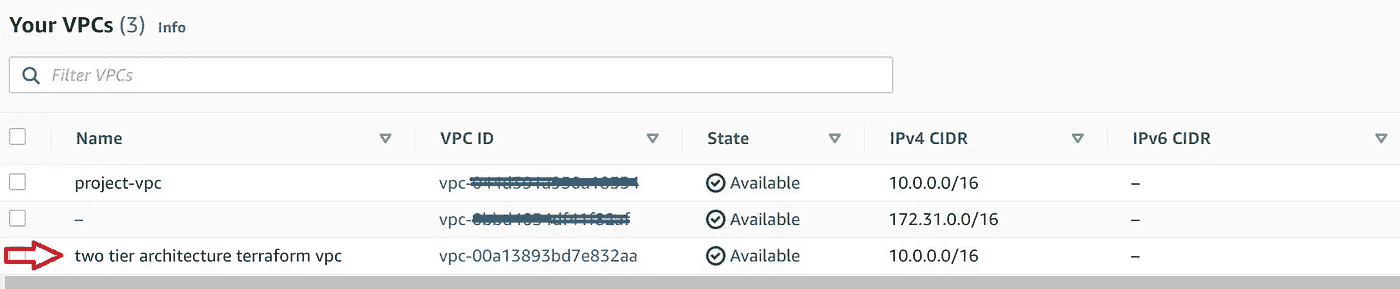 Your VPCs (3) Info
Filter VPCs
Name VPC ID State IPv4 CIDR IPv6 CIDR
project-vpc vpc- Available 10.0.0.0/16 –
– vpc- Available 172.31.0.0/16 –
two tier architecture terraform vpc vpc-00a13893bd7e832aa Available 10.0.0.0/16 –